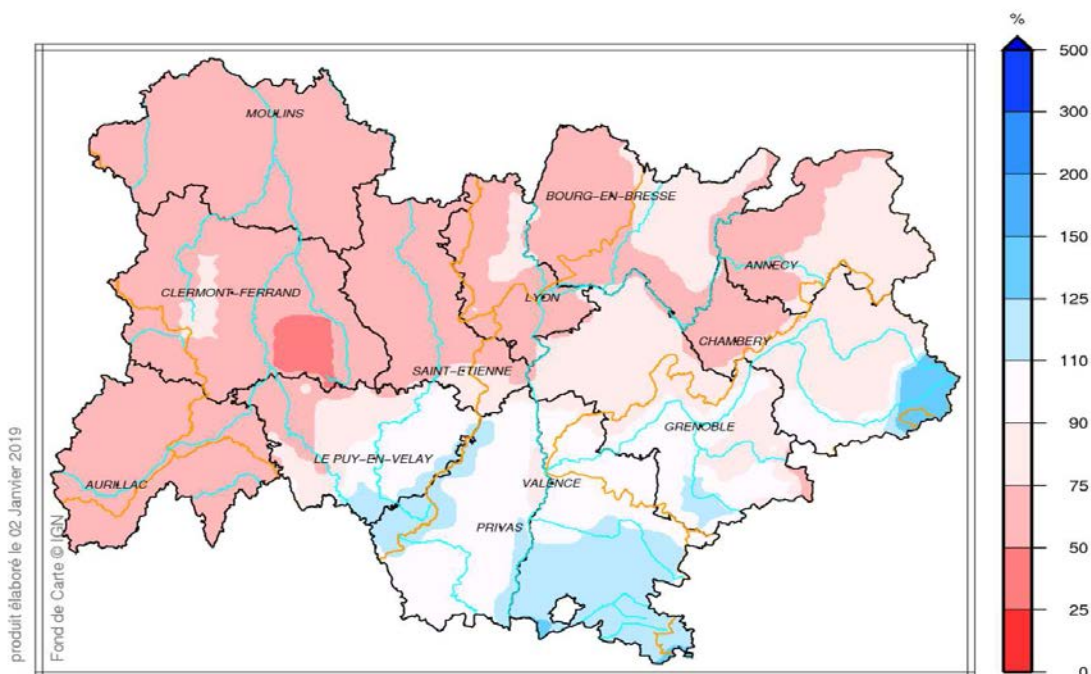 %
500
300
200
150
125
110
90
75
50
25
0
MOULINS
BOURG-EN-BRESSE
ANNECY
CLERMONT-FERRAND
LYON
CHAMBERY
SAINT-ETIENNE
GRENOBLE
LE PUY-EN-VELAY
AURILLAC
VALENCE
PRIVAS
produit élaboré le 02 Janvier 2019
Fond de Carte © IGN